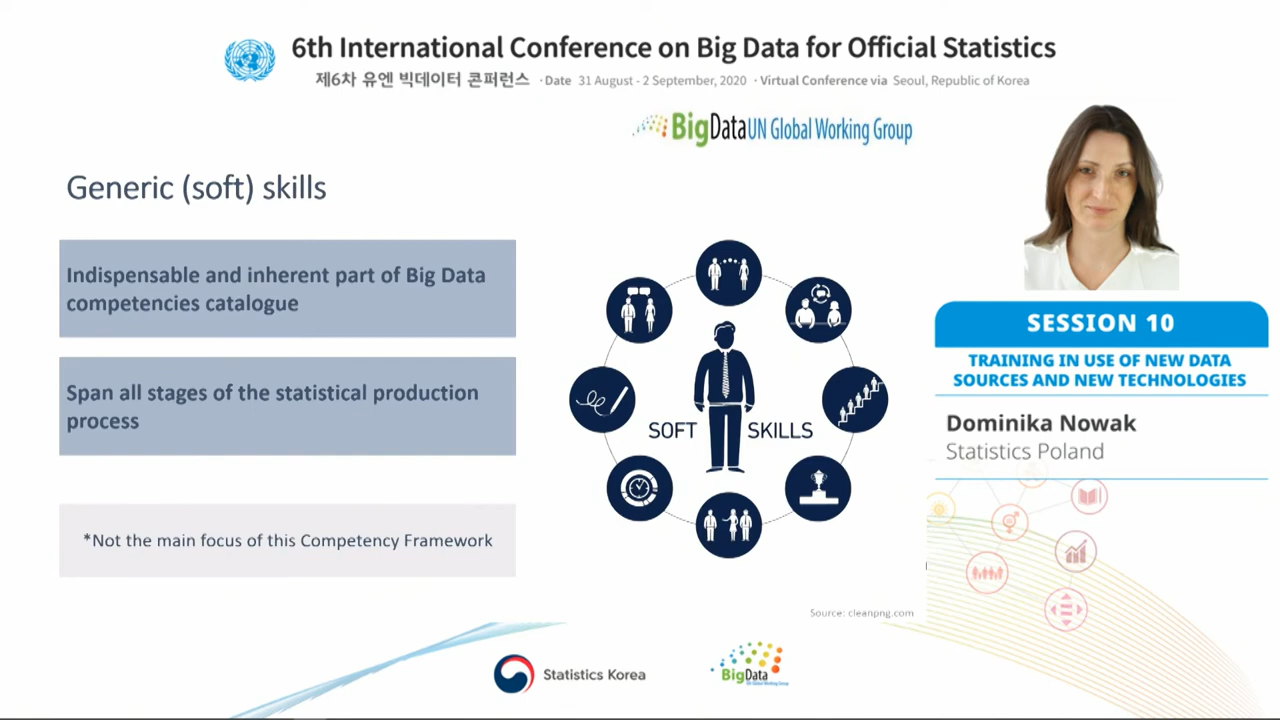 6th International Conference on Big Data for Official Statistics
제6차 유엔 빅데이터 콘퍼런스 · Date 31 August - 2 September, 2020 · Virtual Conference via Seoul, Republic of Korea
BigData UN Global Working Group
Generic (soft) skills
Indispensable and inherent part of Big Data
competencies catalogue
Span all stages of the statistical production
process
*Not the main focus of this Competency Framework
SOFT SKILLS
Source: cleanpng.com
SESSION 10
TRAINING IN USE OF NEW DATA
SOURCES AND NEW TECHNOLOGIES
Dominika Nowak
Statistics Poland
Statistics Korea
BigData
UN Global Working Group